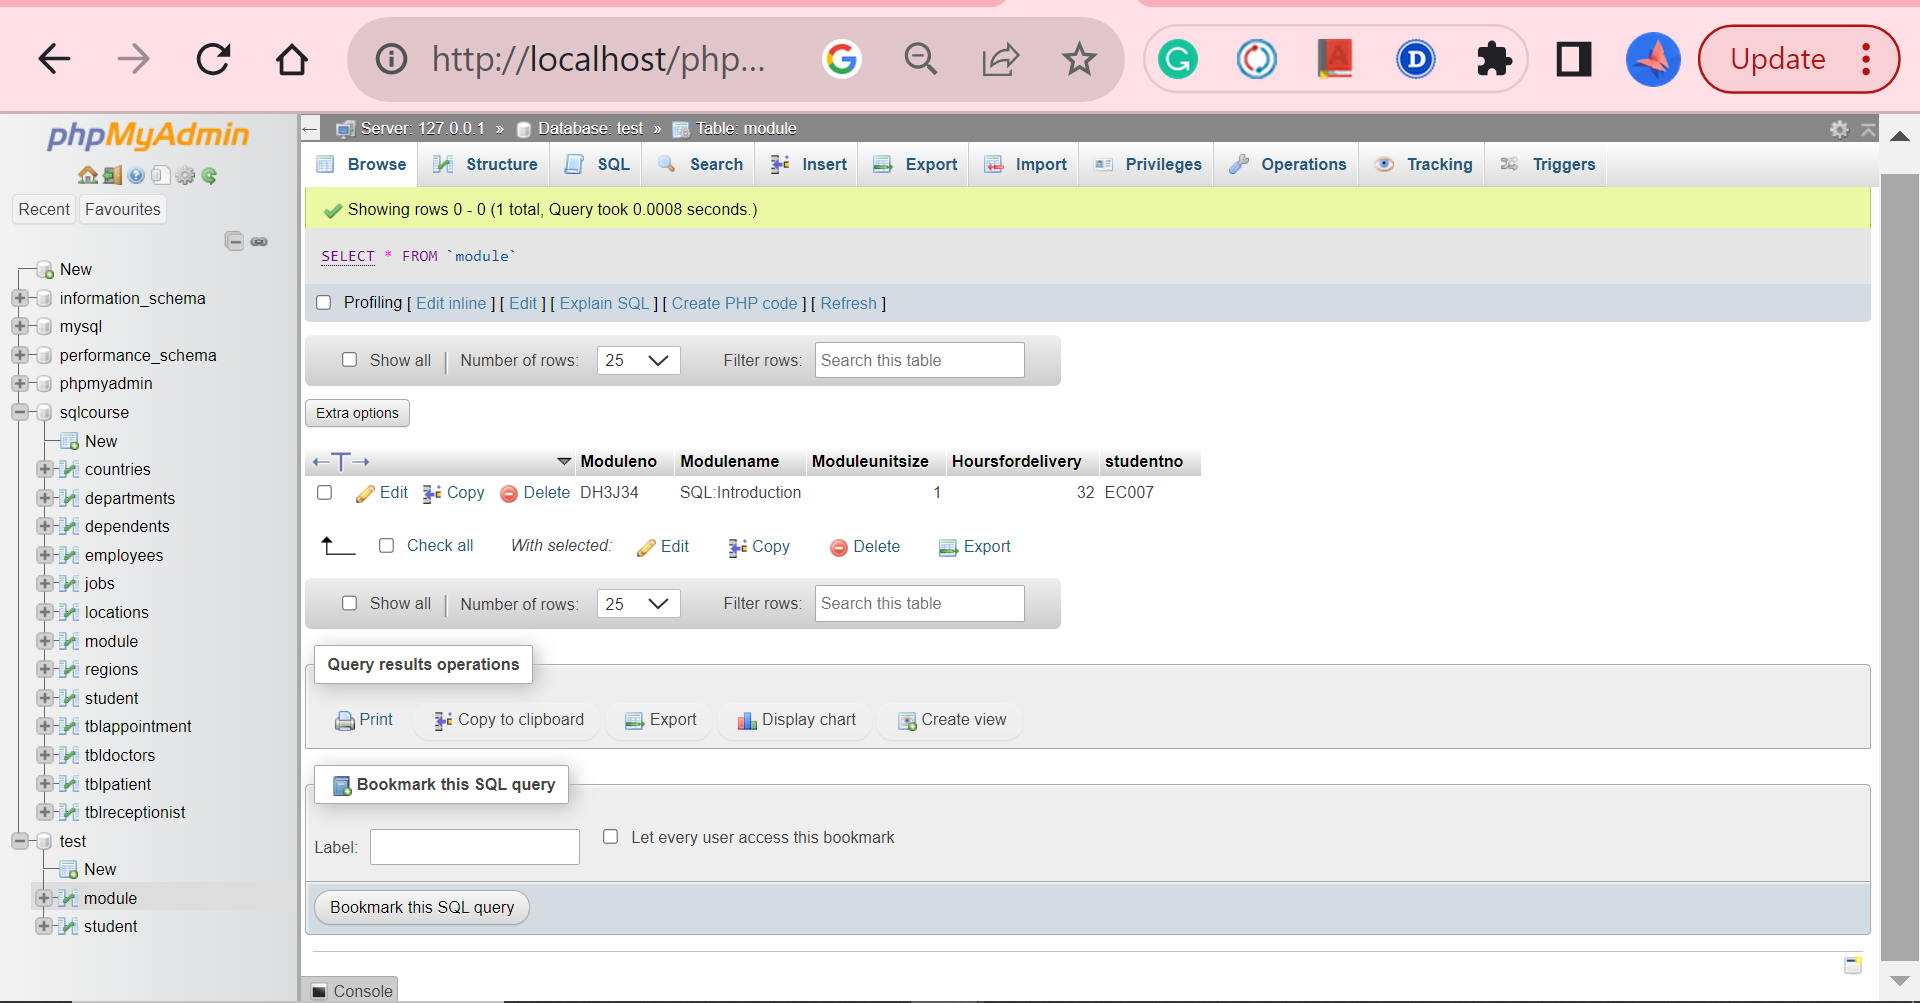 http://localhost/php...
Update
phpMyAdmin
Recent
Favourites
New
information_schema
mysql
performance_schema
phpmyadmin
sqlcourse
New
countries
departments
dependents
employees
jobs
locations
module
regions
student
tblappointment
tbldoctors
tblpatient
tblreceptionist
test
New
module
student
Server: 127.0.0.1 » Database: test » Table: module
Browse Structure SQL Search Insert Export Import Privileges Operations Tracking Triggers
Showing rows 0 - 0 (1 total, Query took 0.0008 seconds.)
SELECT * FROM `module`
Profiling [ Edit inline ] [ Edit ] [ Explain SQL ] [ Create PHP code ] [ Refresh ]
Show all | Number of rows: 25 Filter rows: Search this table
Extra options
←T→ Moduleno Modulename Moduleunitsize Hoursfordelivery studentno
Edit Copy Delete DH3J34 SQL:Introduction 1 32 EC007
Check all With selected: Edit Copy Delete Export
Show all | Number of rows: 25 Filter rows: Search this table
Query results operations
Print Copy to clipboard Export Display chart Create view
Bookmark this SQL query
Label: Let every user access this bookmark
Bookmark this SQL query
Console